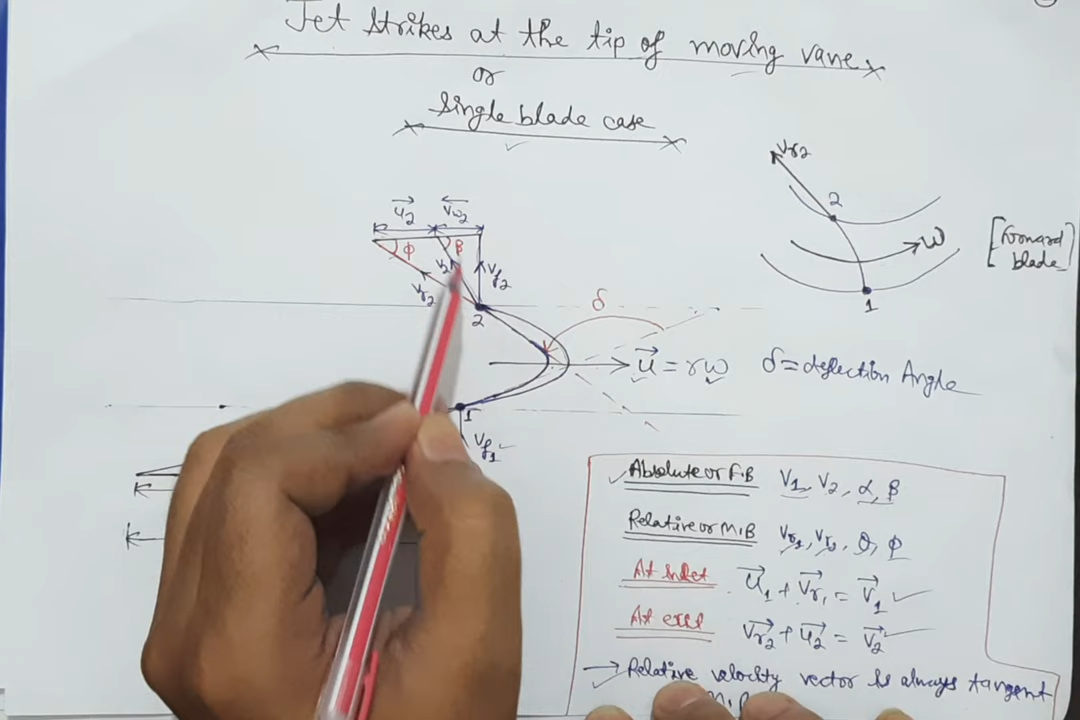 Jet strikes at the tip of moving vane
or
Single blade case
Vr2
2
ω
[Forward
blade]
1
u2 Vw2
ϕ β
V2 Vf2
Vr2
2
δ
u = rω δ = deflection Angle
1
Vf1
Absolute or F.B V1, V2, α, β
Relative or M.B Vr1, Vr2, θ, ϕ
At Inlet u1 + Vr1 = V1
At exit Vr2 + u2 = V2
→ Relative velocity vector is always tangent